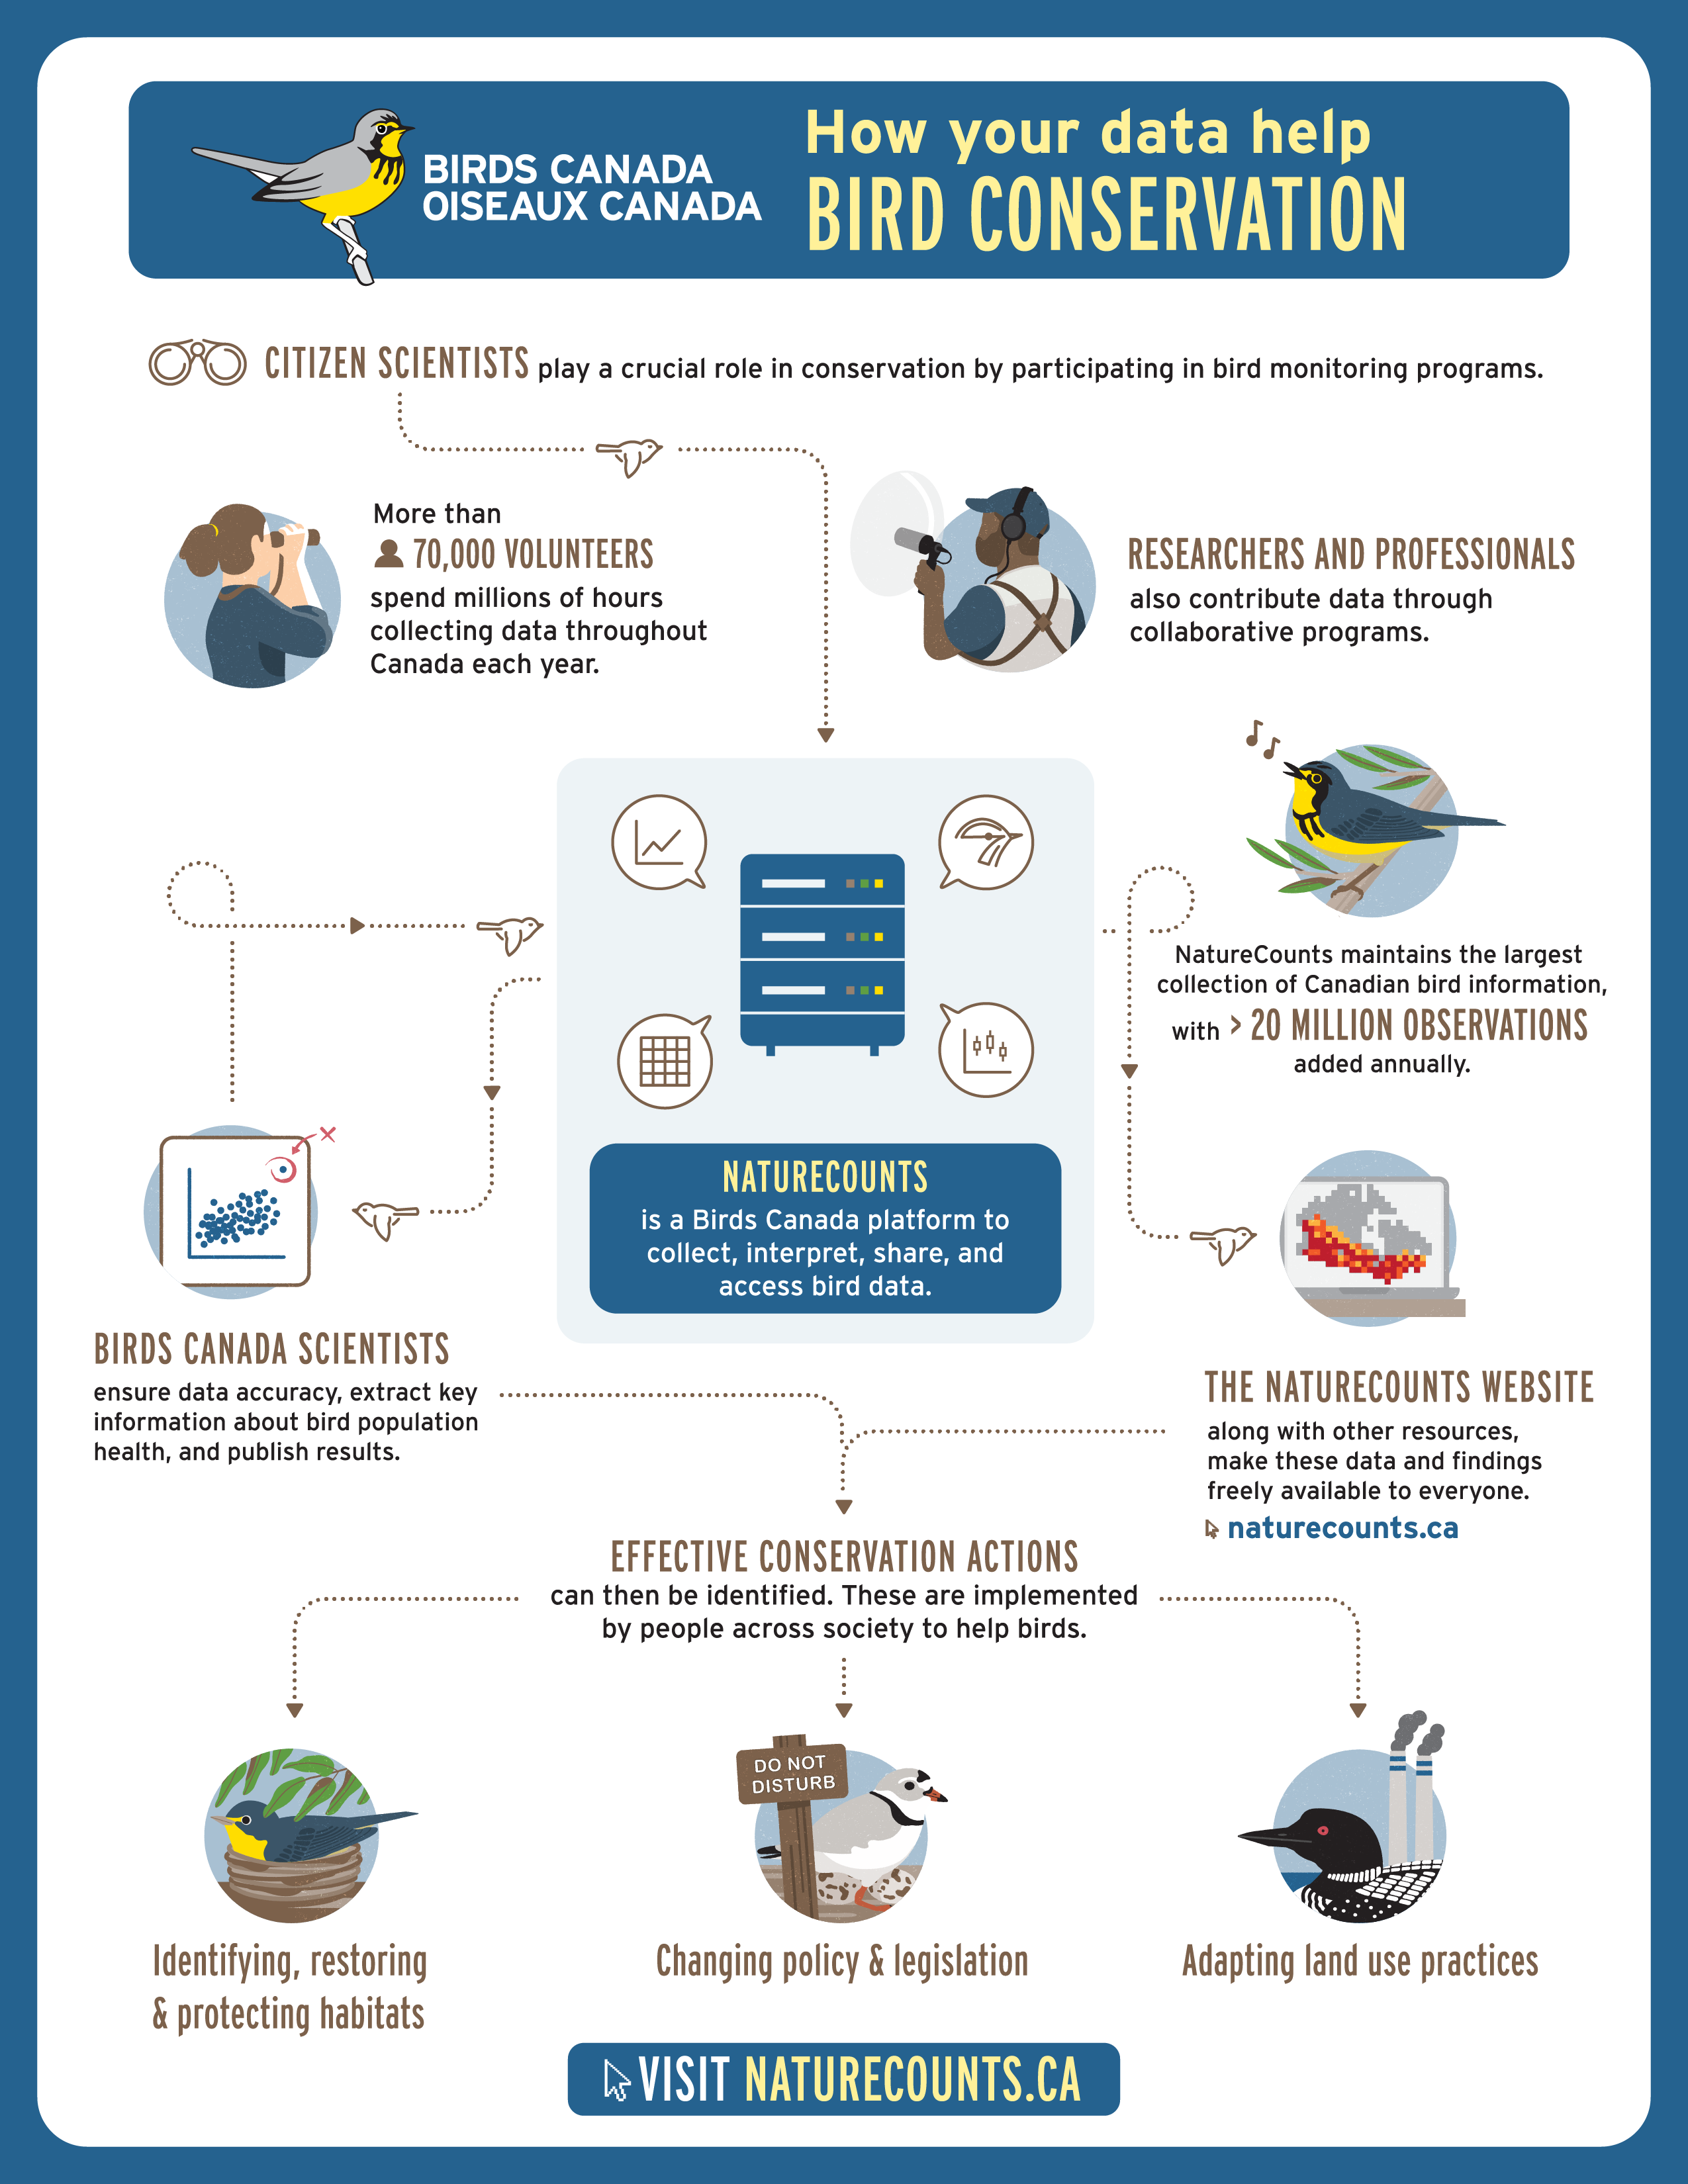 BIRDS CANADA
OISEAUX CANADA
How your data help
BIRD CONSERVATION
CITIZEN SCIENTISTS play a crucial role in conservation by participating in bird monitoring programs.
More than
70,000 VOLUNTEERS
spend millions of hours
collecting data throughout
Canada each year.
RESEARCHERS AND PROFESSIONALS
also contribute data through
collaborative programs.
NatureCounts maintains the largest
collection of Canadian bird information,
with > 20 MILLION OBSERVATIONS
added annually.
NATURECOUNTS
is a Birds Canada platform to
collect, interpret, share, and
access bird data.
BIRDS CANADA SCIENTISTS
ensure data accuracy, extract key
information about bird population
health, and publish results.
THE NATURECOUNTS WEBSITE
along with other resources,
make these data and findings
freely available to everyone.
naturecounts.ca
EFFECTIVE CONSERVATION ACTIONS
can then be identified. These are implemented
by people across society to help birds.
DO NOT
DISTURB
Identifying, restoring
& protecting habitats
Changing policy & legislation
Adapting land use practices
VISIT NATURECOUNTS.CA